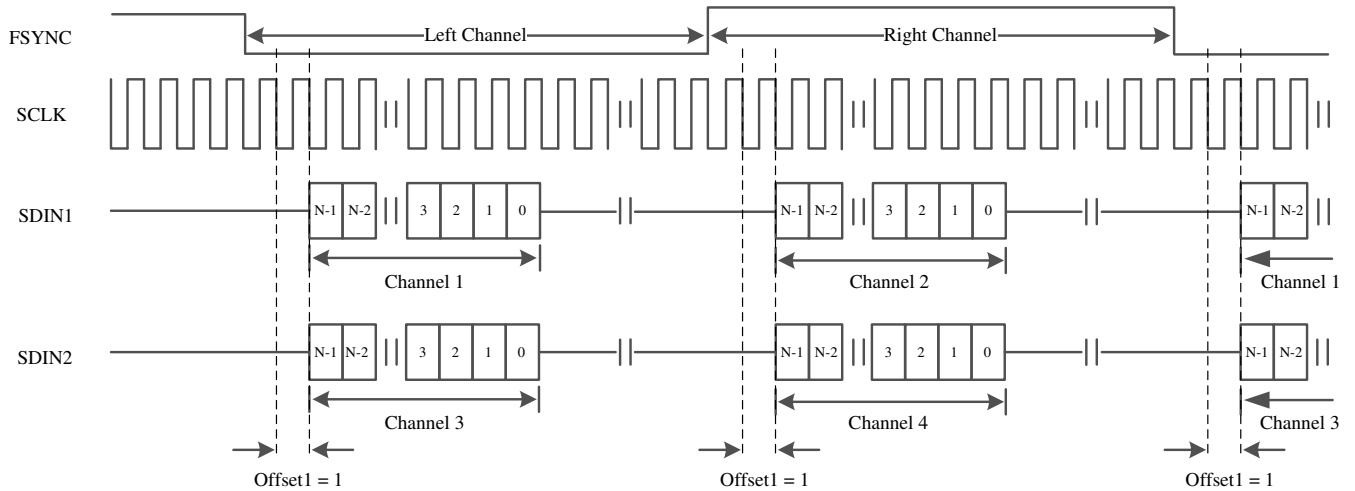 FSYNC
Left Channel
Right Channel
SCLK
SDIN1
N-1 N-2 3 2 1 0
N-1 N-2 3 2 1 0
N-1 N-2
Channel 1
Channel 2
Channel 1
SDIN2
N-1 N-2 3 2 1 0
N-1 N-2 3 2 1 0
N-1 N-2
Channel 3
Channel 4
Channel 3
Offset1 = 1
Offset1 = 1
Offset1 = 1